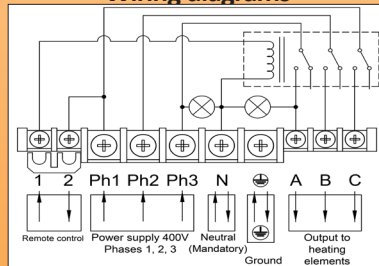 Wiring diagrams
1 2 Ph1 Ph2 Ph3 N A B C
Remote control
Power supply 400V
Phases 1, 2, 3
Neutral
(Mandatory)
Ground
Output to
heating
elements